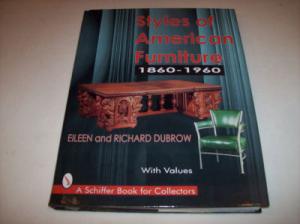 Styles of
American
Furniture
1860-1960
EILEEN and RICHARD DUBROW
With Values
A Schiffer Book for Collectors